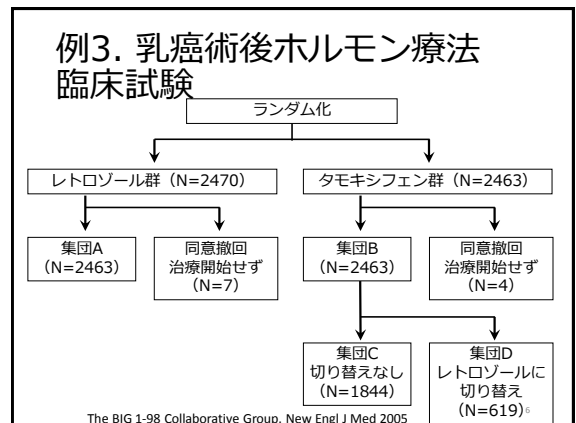 例3. 乳癌術後ホルモン療法
臨床試験
ランダム化
レトロゾール群（N=2470）
タモキシフェン群（N=2463）
集団A
（N=2463）
同意撤回
治療開始せず
（N=7）
集団B
（N=2463）
同意撤回
治療開始せず
（N=4）
集団C
切り替えなし
（N=1844）
集団D
レトロゾールに
切り替え
（N=619）
6
The BIG 1-98 Collaborative Group. New Engl J Med 2005